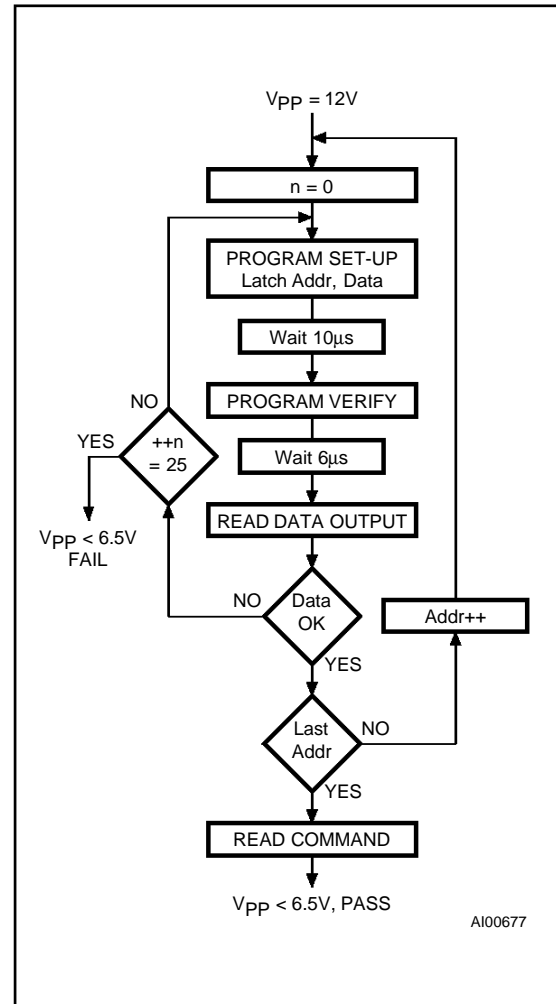 VPP = 12V
n = 0
PROGRAM SET-UP
Latch Addr, Data
Wait 10µs
NO
PROGRAM VERIFY
YES
++n
= 25
Wait 6µs
READ DATA OUTPUT
VPP < 6.5V
FAIL
NO
Data
OK
Addr++
YES
Last
Addr
NO
YES
READ COMMAND
VPP < 6.5V, PASS
AI00677